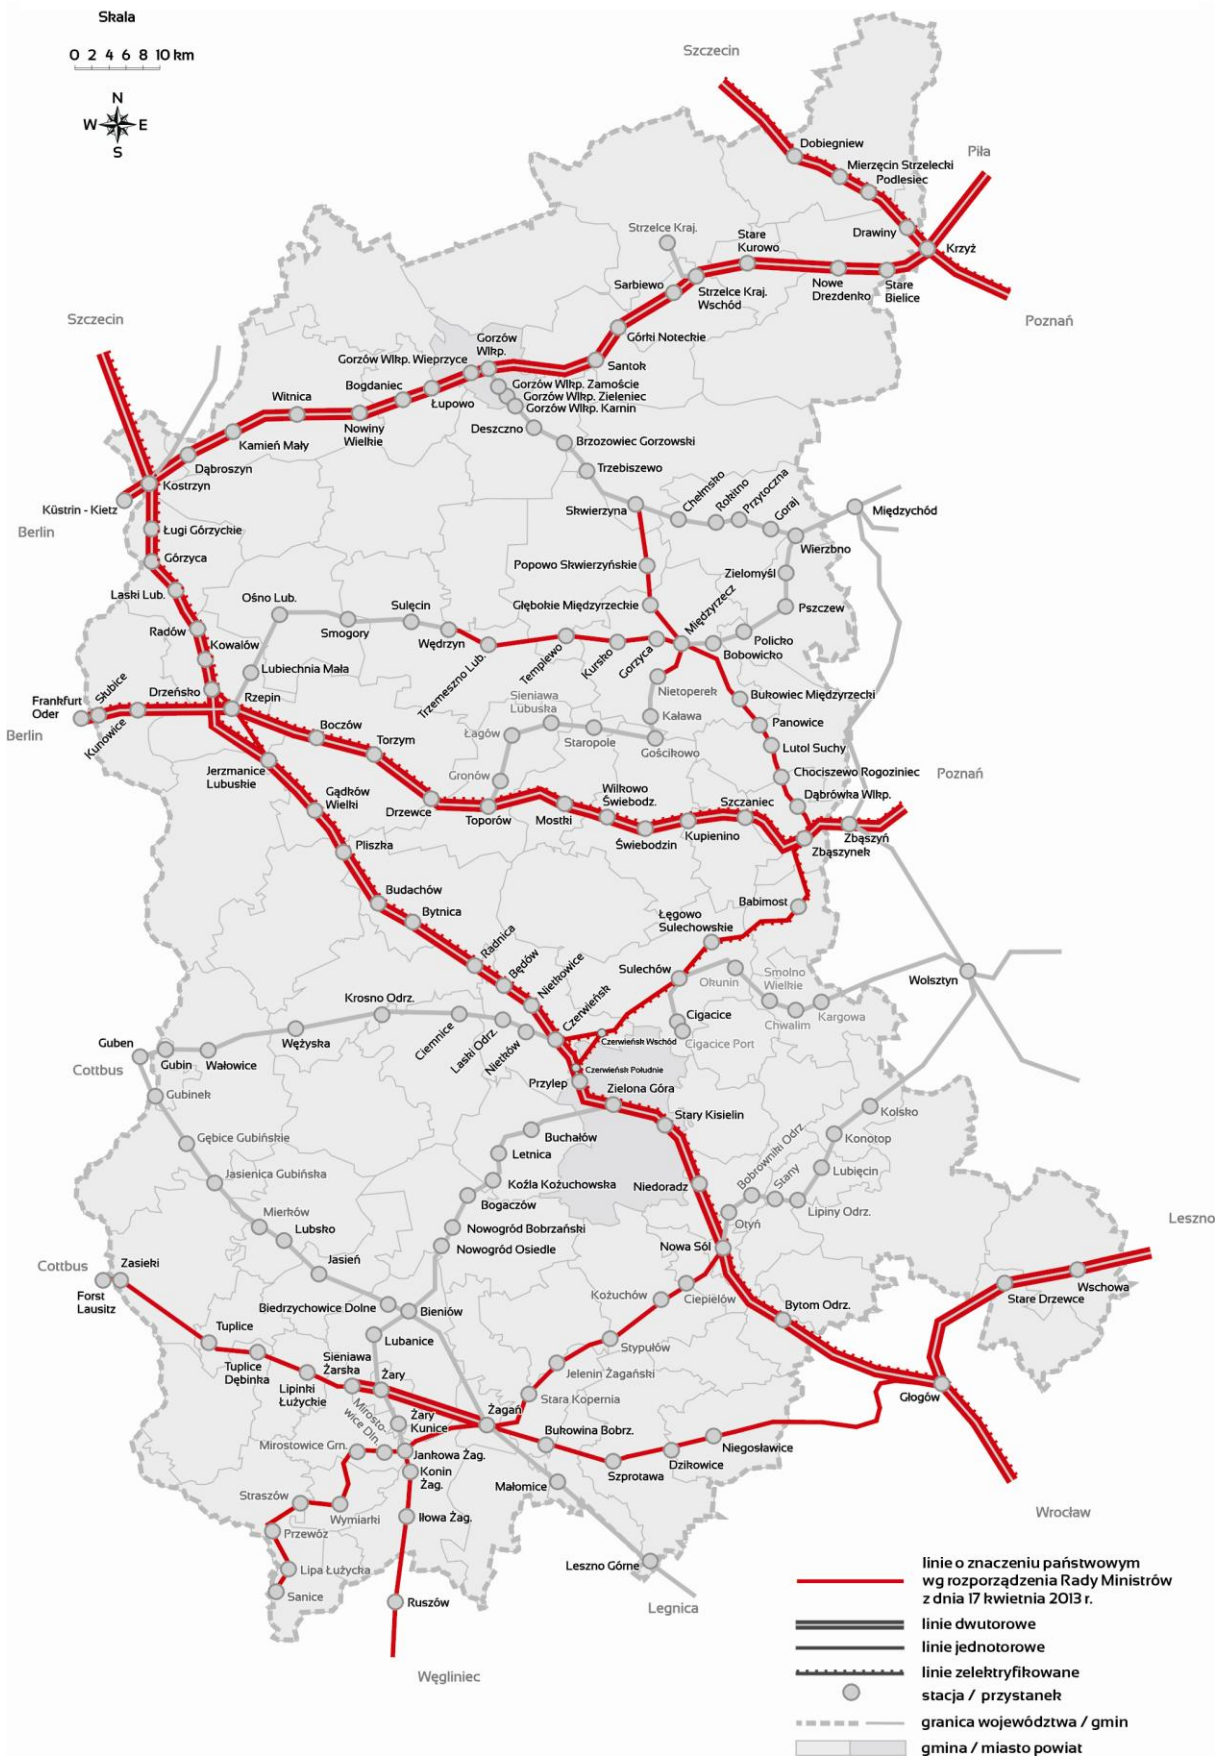 Skala
0 2 4 6 8 10 km
N
W E
S
Szczecin
Dobiegniew
Mierzęcin Strzelecki
Podlesiec
Piła
Drawiny
Krzyż
Strzelce Kraj.
Stare
Kurowo
Sarbiewo
Strzelce Kraj.
Wschód
Nowe
Drezdenko
Stare
Bielice
Poznań
Szczecin
Górki Noteckie
Gorzów
Wlkp.
Gorzów Wlkp. Wieprzyce
Santok
Bogdaniec
Gorzów Wlkp. Zamoście
Gorzów Wlkp. Zieleniec
Gorzów Wlkp. Karnin
Witnica
Łupowo
Nowiny
Wielkie
Deszczno
Kamień Mały
Brzozowiec Gorzowski
Dąbroszyn
Trzebiszewo
Kostrzyn
Küstrin - Kietz
Skwierzyna
Chełmsko
Rokitno
Przytoczna
Goraj
Międzychód
Berlin
Ługi Górzyckie
Wierzbno
Górzyca
Popowo Skwierzyńskie
Zielomyśl
Laski Lub.
Ośno Lub.
Sulęcin
Głębokie Międzyrzeckie
Międzyrzecz
Pszczew
Radów
Smogory
Wędrzyn
Policko
Bobowicko
Kowalów
Trzemeszno Lub.
Templewo
Kursko
Gorzyca
Lubiechnia Mała
Nietoperek
Bukowiec Międzyrzecki
Drzeńsko
Rzepin
Frankfurt
Oder
Słubice
Kunowice
Berlin
Sieniawa
Lubuska
Kaława
Panowice
Boczów
Łagów
Staropole
Gościkowo
Lutol Suchy
Torzym
Jerzmanice
Lubuskie
Gronów
Chociszewo Rogoziniec
Poznań
Gądków
Wielki
Drzewce
Toporów
Mostki
Wilkowo
Świebodz.
Szczaniec
Dąbrówka Wlkp.
Świebodzin
Kupienino
Zbąszynek
Zbąszyń
Pliszka
Budachów
Bytnica
Babimost
Łęgowo
Sulechowskie
Radnica
Będów
Nietkowice
Sulechów
Okunin
Smolno
Wielkie
Wolsztyn
Krosno Odrz.
Czerwieńsk
Chwalim
Kargowa
Cigacice
Cigacice Port
Guben
Gubin
Wałowice
Wężyska
Ciemnice
Laski Odrz.
Nietków
Czerwieńsk Wschód
Czerwieńsk Południe
Cottbus
Gubinek
Przylep
Zielona Góra
Stary Kisielin
Kolsko
Gębice Gubińskie
Buchałów
Letnica
Konotop
Jasienica Gubińska
Koźla Kożuchowska
Niedoradz
Bobrowniki Odrz.
Stany
Lubięcin
Bogaczów
Lipiny Odrz.
Mierków
Lubsko
Nowogród Bobrzański
Nowogród Osiedle
Otyń
Nowa Sól
Leszno
Cottbus
Zasieki
Forst
Lausitz
Jasień
Kożuchów
Ciepielów
Wschowa
Stare Drzewce
Biedrzychowice Dolne
Bieniów
Bytom Odrz.
Tuplice
Lubanice
Tuplice
Dębinka
Sieniawa
Żarska
Żary
Stypułów
Jelenin Żagański
Lipinki
Łużyckie
Stara Kopernia
Głogów
Mirosto-
wice Dln.
Żary
Kunice
Żagań
Bukowina Bobrz.
Mirostowice Grn.
Jankowa Żag.
Niegosławice
Konin
Żag.
Szprotawa
Dzikowice
Straszów
Wymiarki
Małomice
Iłowa Żag.
Przewóz
Wrocław
Lipa Łużycka
Sanice
Leszno Górne
Ruszów
Legnica
Węgliniec
linie o znaczeniu państwowym
wg rozporządzenia Rady Ministrów
z dnia 17 kwietnia 2013 r.
linie dwutorowe
linie jednotorowe
linie zelektryfikowane
stacja / przystanek
granica województwa / gmin
gmina / miasto powiat